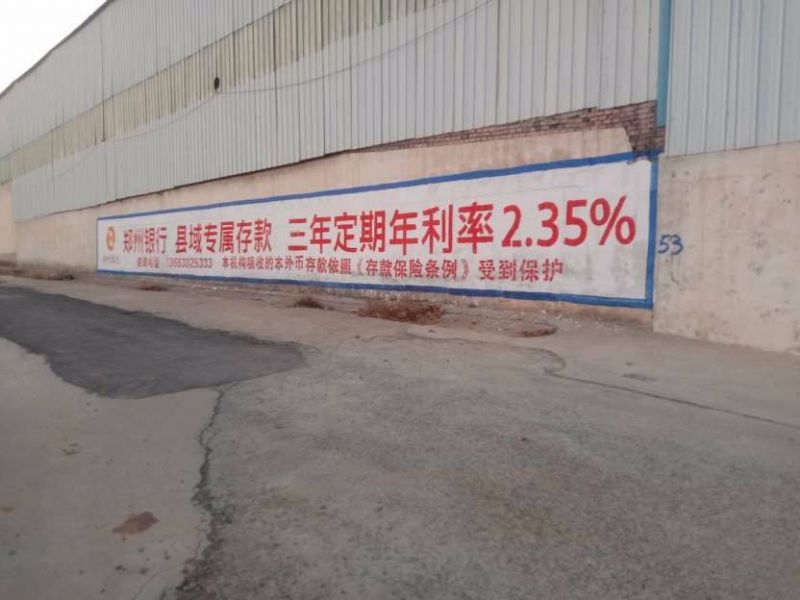 郑州银行 县域专属存款 三年定期年利率2.35%
本机构吸收的本外币存款依照《存款保险条例》受到保护
53